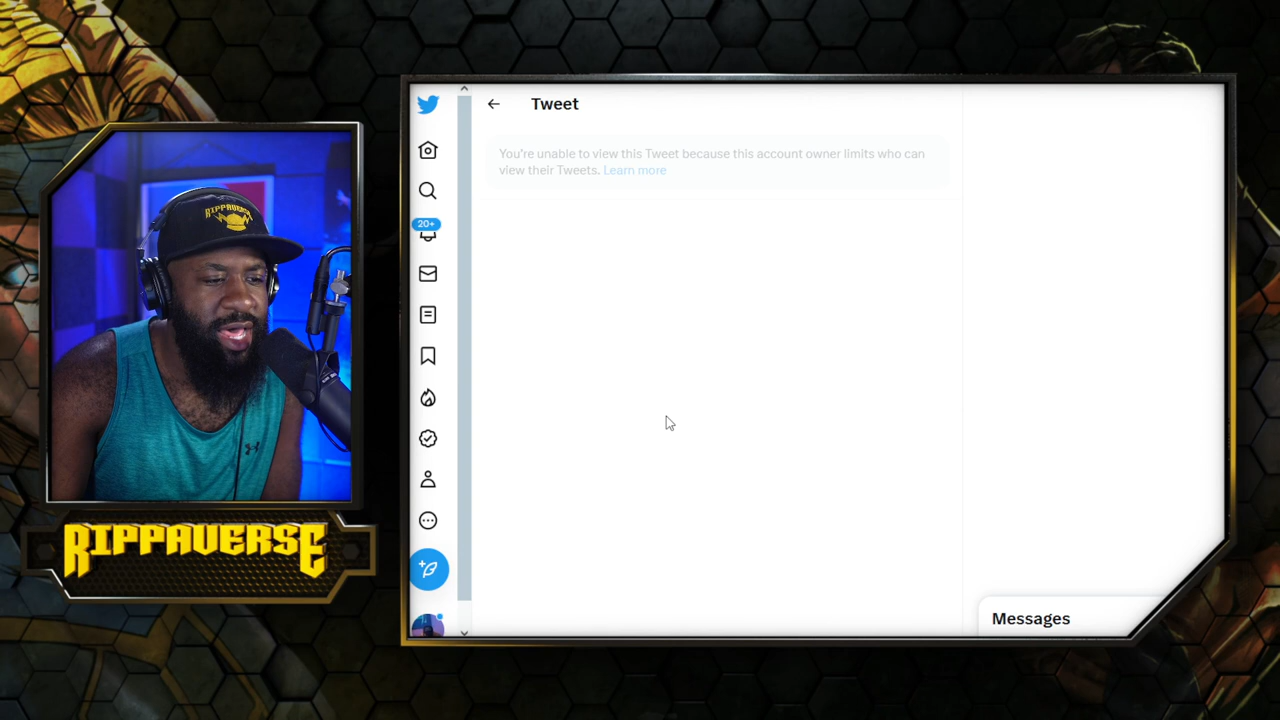 Tweet
You're unable to view this Tweet because this account owner limits who can
view their Tweets. Learn more
20+
RIPPAVERSE
RIPPAVERSE
Messages